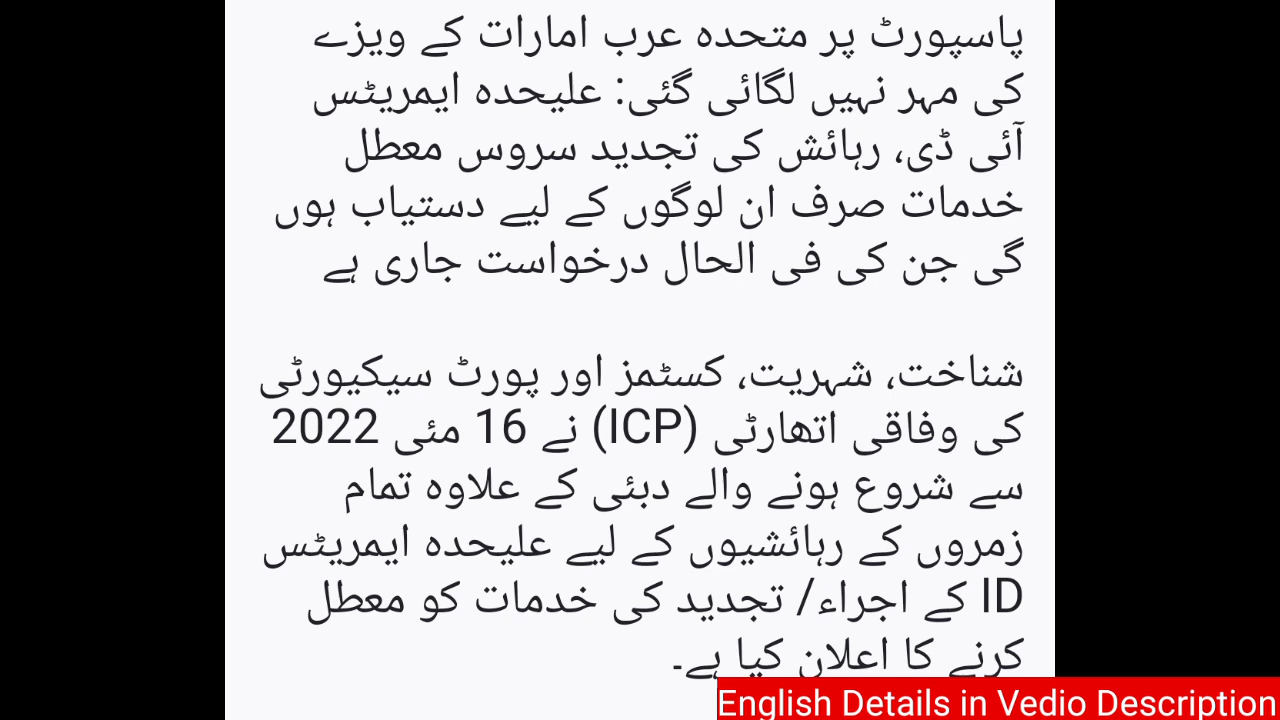 پاسپورٹ پر متحدہ عرب امارات کے ویزے
کی مہر نہیں لگائی گئی: علیحدہ ایمریٹس
آئی ڈی، رہائش کی تجدید سروس معطل
خدمات صرف ان لوگوں کے لیے دستیاب ہوں
گی جن کی فی الحال درخواست جاری ہے
شناخت، شہریت، کسٹمز اور پورٹ سیکیورٹی
کی وفاقی اتھارٹی (ICP) نے 16 مئی 2022
سے شروع ہونے والے دبئی کے علاوہ تمام
زمروں کے رہائشیوں کے لیے علیحدہ ایمریٹس
ID کے اجراء/ تجدید کی خدمات کو معطل
کرنے کا اعلان کیا ہے۔
English Details in Vedio Description